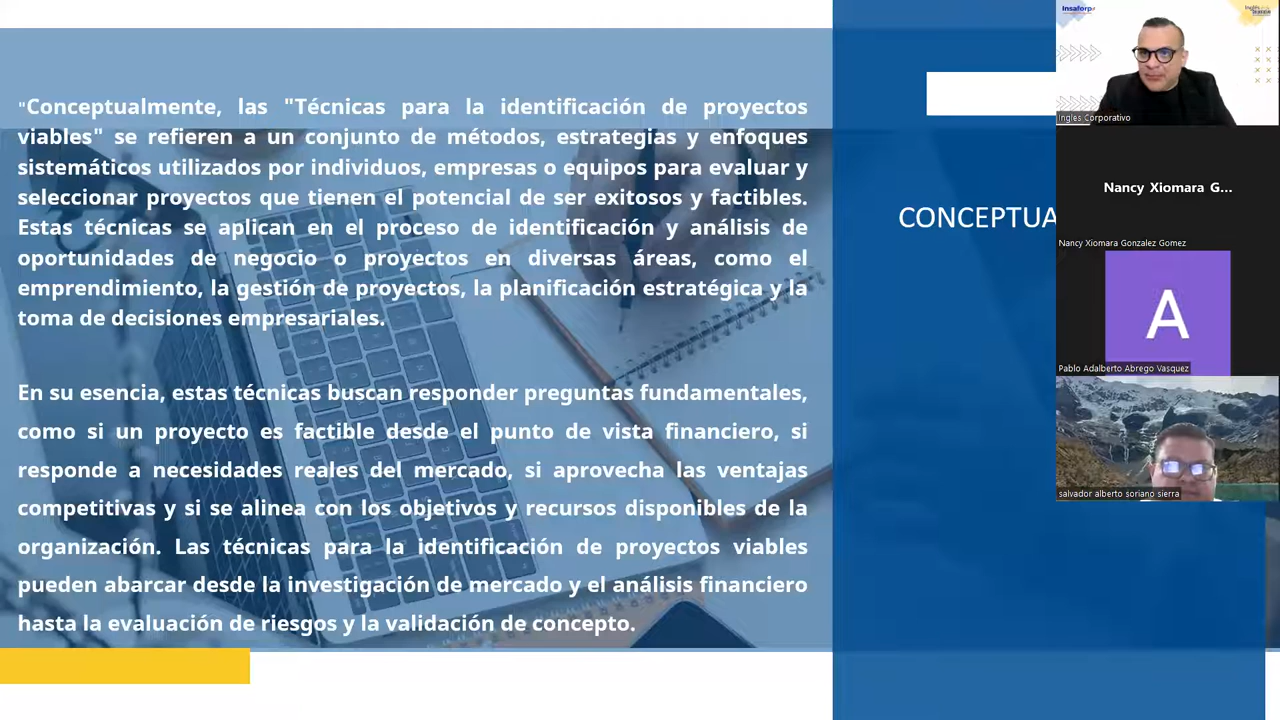 "Conceptualmente, las "Técnicas para la identificación de proyectos
viables" se refieren a un conjunto de métodos, estrategias y enfoques
sistemáticos utilizados por individuos, empresas o equipos para evaluar y
seleccionar proyectos que tienen el potencial de ser exitosos y factibles.
Estas técnicas se aplican en el proceso de identificación y análisis de
oportunidades de negocio o proyectos en diversas áreas, como el
emprendimiento, la gestión de proyectos, la planificación estratégica y la
toma de decisiones empresariales.
En su esencia, estas técnicas buscan responder preguntas fundamentales,
como si un proyecto es factible desde el punto de vista financiero, si
responde a necesidades reales del mercado, si aprovecha las ventajas
competitivas y si se alinea con los objetivos y recursos disponibles de la
organización. Las técnicas para la identificación de proyectos viables
pueden abarcar desde la investigación de mercado y el análisis financiero
hasta la evaluación de riesgos y la validación de concepto.
CONCEPTUA
Insaforp
Ingles Corporativo
Nancy Xiomara G...
Nancy Xiomara Gonzalez Gomez
A
Pablo Adalberto Abrego Vasquez
salvador alberto soriano sierra